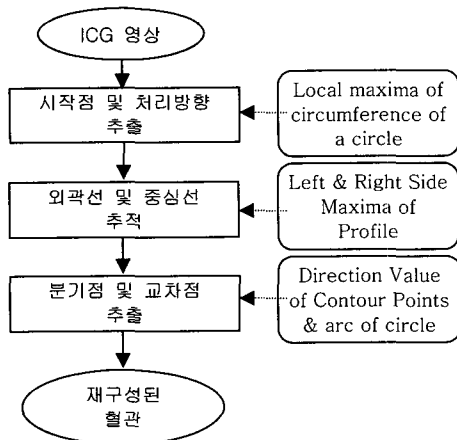 ICG 영상
시작점 및 처리방향
추출
Local maxima of
circumference of
a circle
외곽선 및 중심선
추적
Left & Right Side
Maxima of
Profile
분기점 및 교차점
추출
Direction Value
of Contour Points
& arc of circle
재구성된
혈관